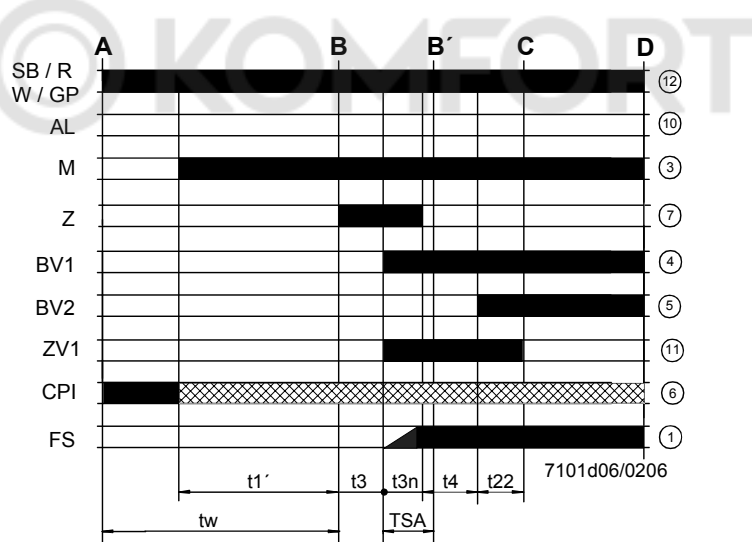 KOMFORT
A B B´ C D
SB / R
W / GP 12
AL 10
M 3
Z 7
BV1 4
BV2 5
ZV1 11
CPI 6
FS 1
7101d06/0206
t1´ t3 t3n t4 t22
tw TSA